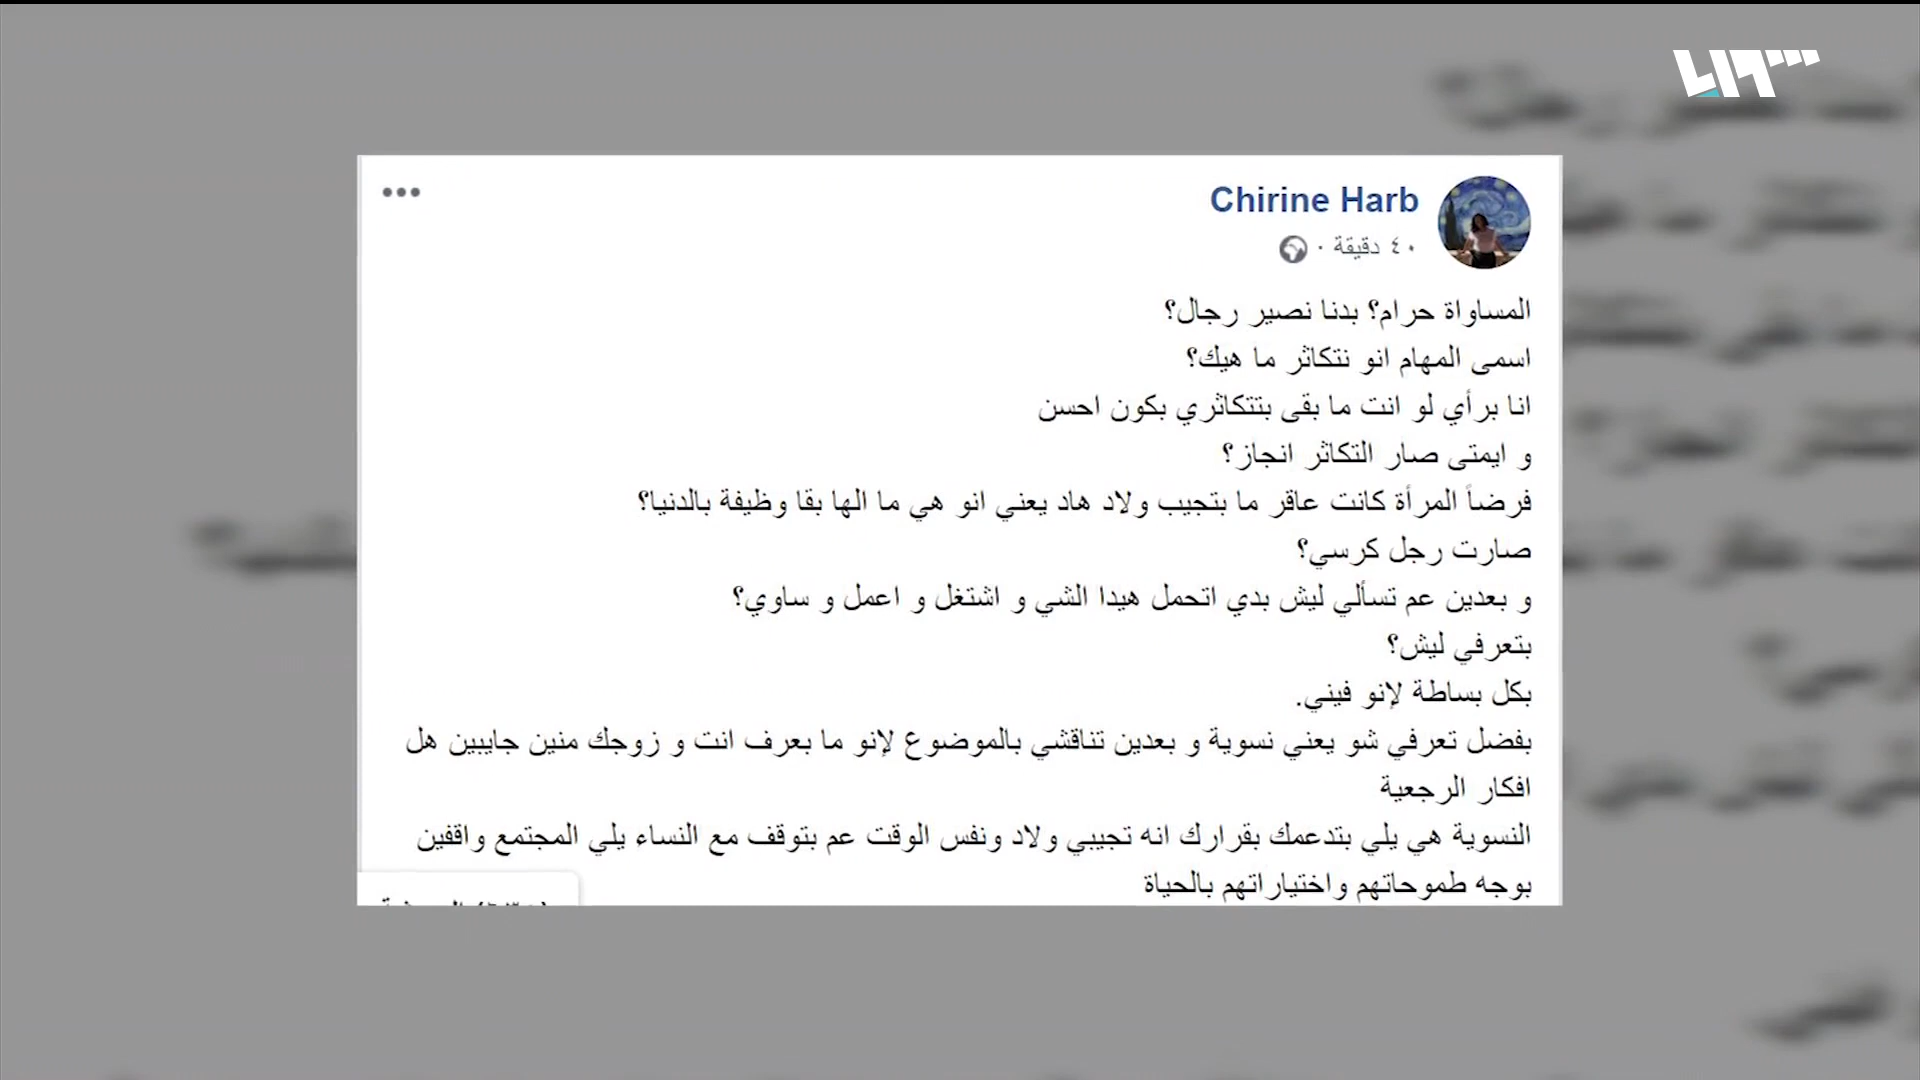 Chirine Harb
٤٠ دقيقة ·
المساواة حرام؟ بدنا نصير رجال؟
اسمى المهام انو نتكاثر ما هيك؟
انا برأي لو انت ما بقى بتتكاثري بكون احسن
و ايمتى صار التكاثر انجاز؟
فرضاً المرأة كانت عاقر ما بتجيب ولاد هاد يعني انو هي ما الها بقا وظيفة بالدنيا؟
صارت رجل كرسي؟
و بعدين عم تسألي ليش بدي اتحمل هيدا الشي و اشتغل و اعمل و ساوي؟
بتعرفي ليش؟
بكل بساطة لإنو فيني.
بفضل تعرفي شو يعني نسوية و بعدين تناقشي بالموضوع لإنو ما بعرف انت و زوجك منين جايبين هل
افكار الرجعية
النسوية هي يلي بتدعمك بقرارك انه تجيبي ولاد ونفس الوقت عم بتوقف مع النساء يلي المجتمع واقفين
بوجه طموحاتهم واختياراتهم بالحياة